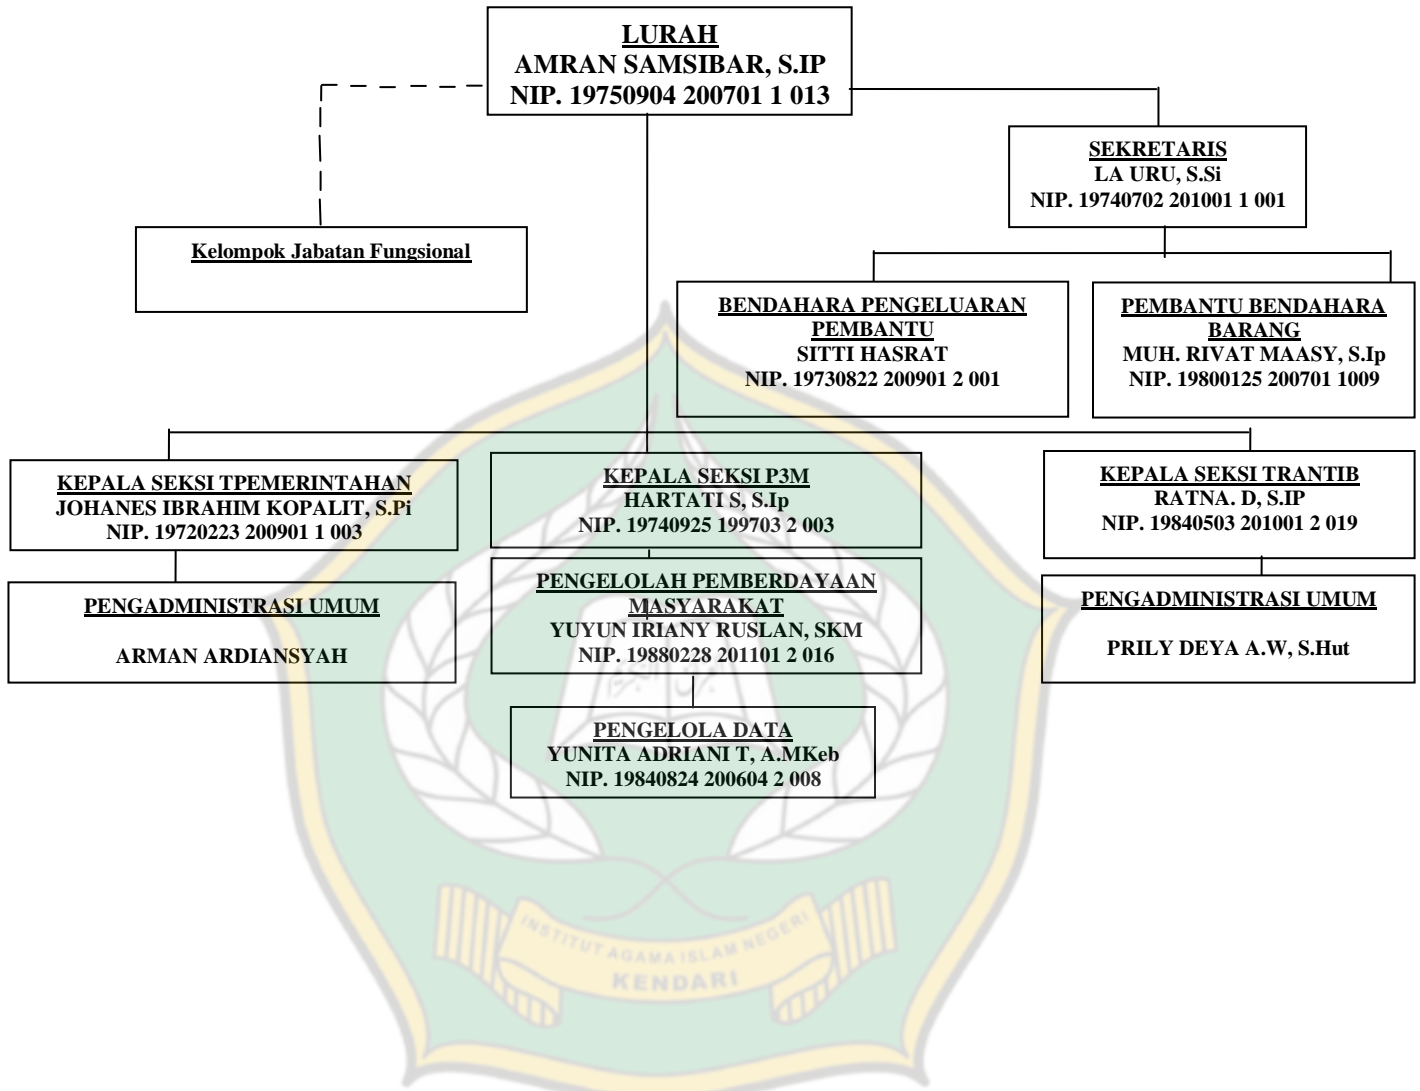 LURAH
AMRAN SAMSIBAR, S.IP
NIP. 19750904 200701 1 013
SEKRETARIS
LA URU, S.Si
NIP. 19740702 201001 1 001
Kelompok Jabatan Fungsional
BENDAHARA PENGELUARAN
PEMBANTU
SITTI HASRAT
NIP. 19730822 200901 2 001
PEMBANTU BENDAHARA
BARANG
MUH. RIVAT MAASY, S.Ip
NIP. 19800125 200701 1009
KEPALA SEKSI TPEMERINTAHAN
JOHANES IBRAHIM KOPALIT, S.Pi
NIP. 19720223 200901 1 003
KEPALA SEKSI P3M
HARTATI S, S.Ip
NIP. 19740925 199703 2 003
KEPALA SEKSI TRANTIB
RATNA. D, S.IP
NIP. 19840503 201001 2 019
PENGADMINISTRASI UMUM
ARMAN ARDIANSYAH
PENGELOLAH PEMBERDAYAAN
MASYARAKAT
YUYUN IRIANY RUSLAN, SKM
NIP. 19880228 201101 2 016
PENGADMINISTRASI UMUM
PRILY DEYA A.W, S.Hut
PENGELOLA DATA
YUNITA ADRIANI T, A.MKeb
NIP. 19840824 200604 2 008
INSTITUT AGAMA ISLAM NEGERI
KENDARI